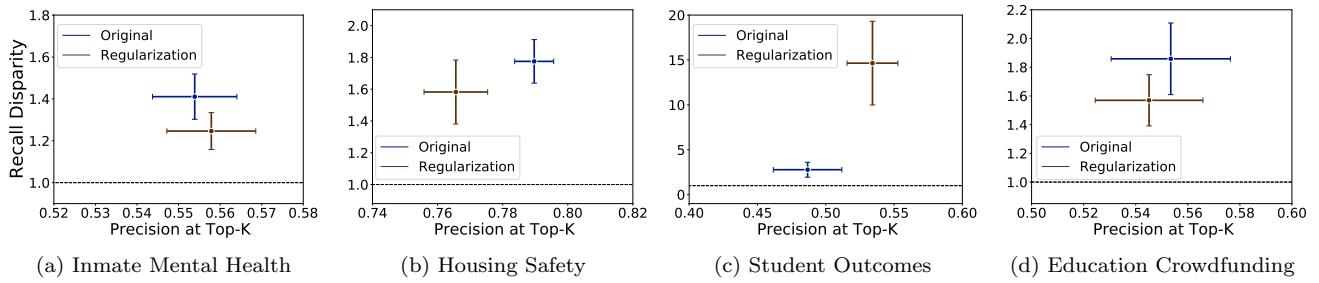 Recall Disparity
1.8
1.6
1.4
1.2
1.0
Original
Regularization
0.52 0.53 0.54 0.55 0.56 0.57 0.58
Precision at Top-K
(a) Inmate Mental Health
2.0
1.8
1.6
1.4
1.2
1.0
Original
Regularization
0.74 0.76 0.78 0.80 0.82
Precision at Top-K
(b) Housing Safety
20
15
10
5
0
Original
Regularization
0.40 0.45 0.50 0.55 0.60
Precision at Top-K
(c) Student Outcomes
2.2
2.0
1.8
1.6
1.4
1.2
1.0
Original
Regularization
0.50 0.52 0.54 0.56 0.58 0.60
Precision at Top-K
(d) Education Crowdfunding